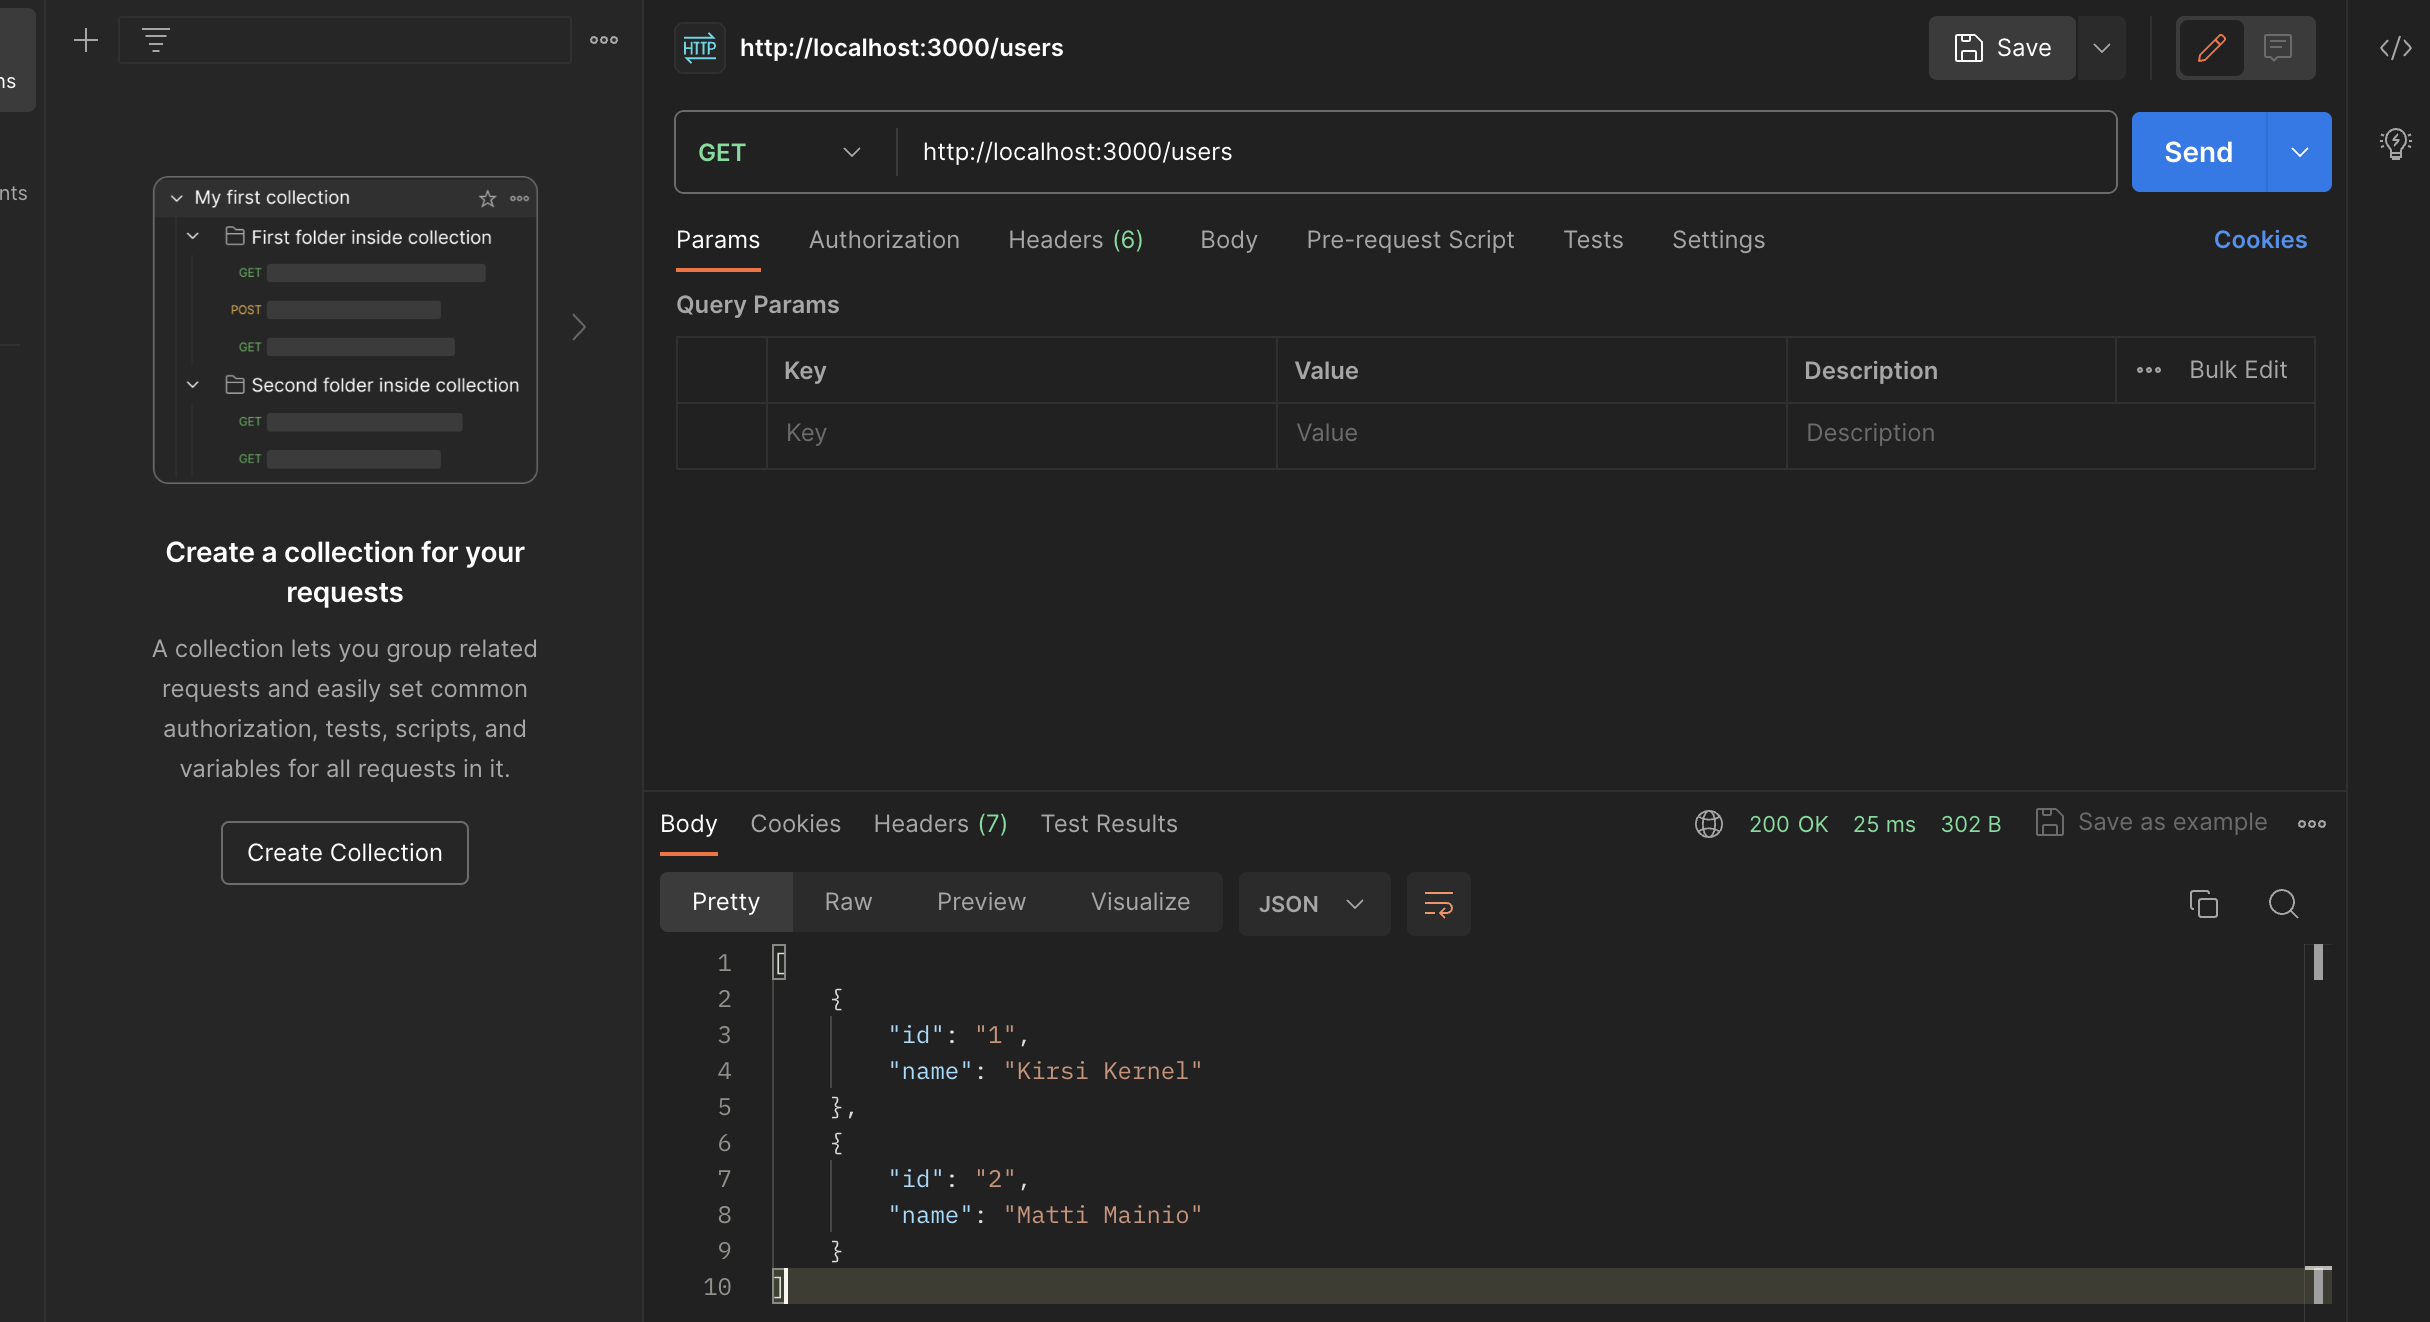 ns
nts
My first collection
First folder inside collection
GET
POST
GET
Second folder inside collection
GET
GET
Create a collection for your
requests
A collection lets you group related
requests and easily set common
authorization, tests, scripts, and
variables for all requests in it.
Create Collection
HTTP http://localhost:3000/users
Save
GET http://localhost:3000/users
Send
Params Authorization Headers (6) Body Pre-request Script Tests Settings Cookies
Query Params
Key Value Description Bulk Edit
Key Value Description
Body Cookies Headers (7) Test Results 200 OK 25 ms 302 B Save as example
Pretty Raw Preview Visualize JSON
1 [
2 {
3 "id": "1",
4 "name": "Kirsi Kernel"
5 },
6 {
7 "id": "2",
8 "name": "Matti Mainio"
9 }
10 ]